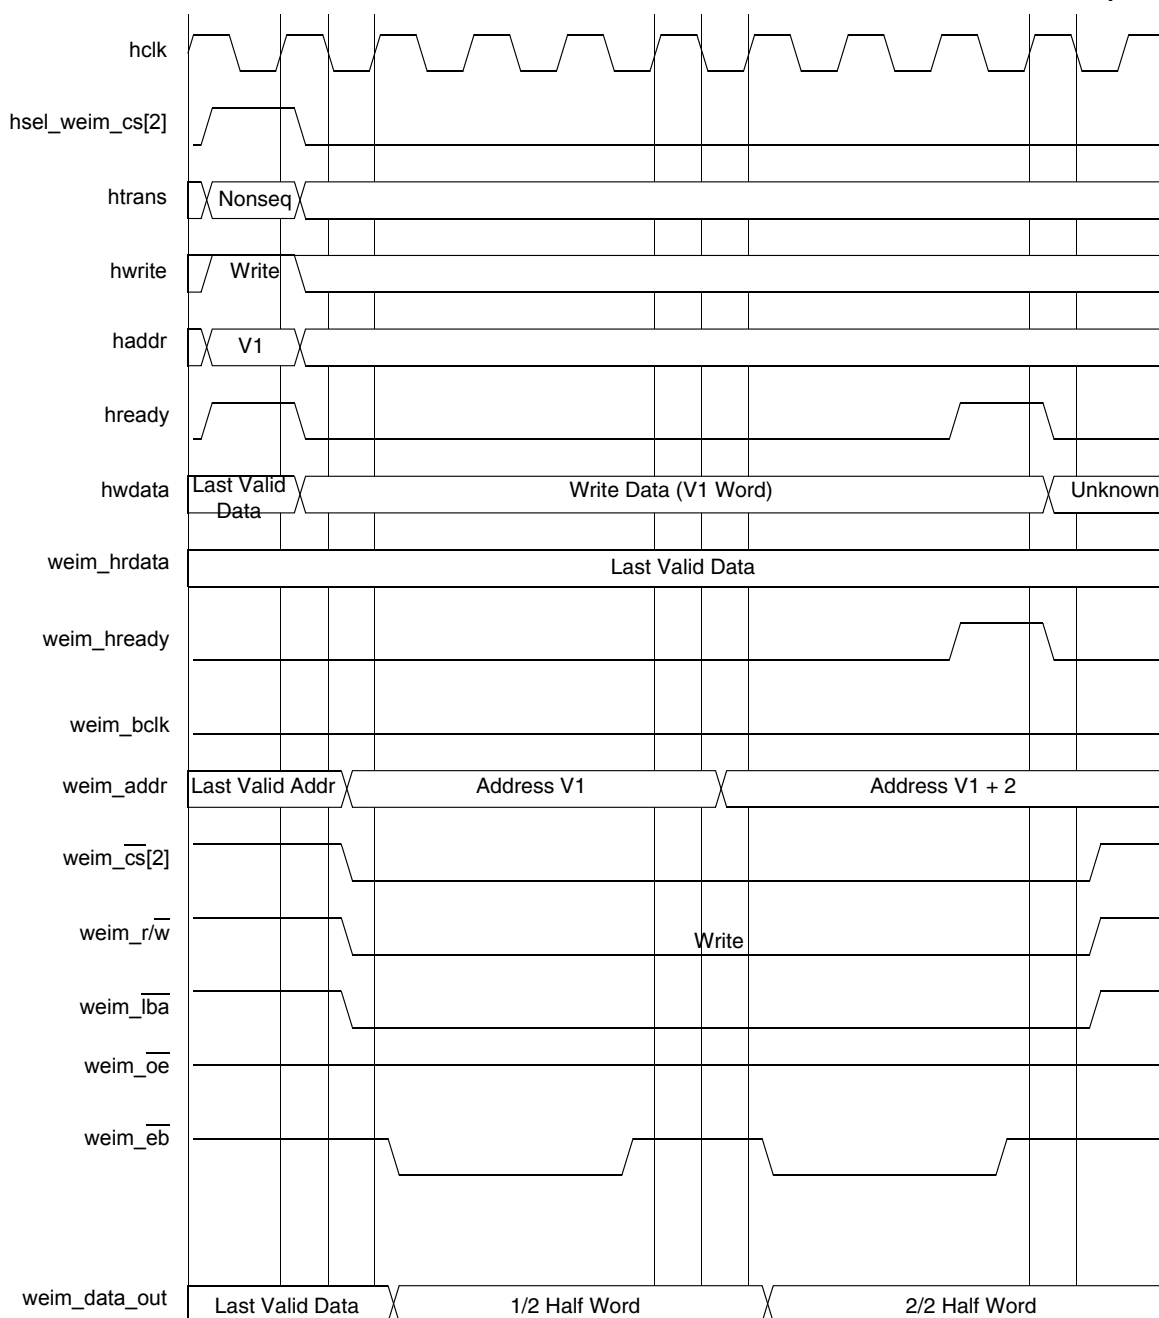 hclk
hsel_weim_cs[2]
htrans Nonseq
hwrite Write
haddr V1
hready
hwdata Last Valid Data Write Data (V1 Word) Unknown
weim_hrdata Last Valid Data
weim_hready
weim_bclk
weim_addr Last Valid Addr Address V1 Address V1 + 2
weim_cs[2]
weim_r/w Write
weim_lba
weim_oe
weim_eb
weim_data_out Last Valid Data 1/2 Half Word 2/2 Half Word